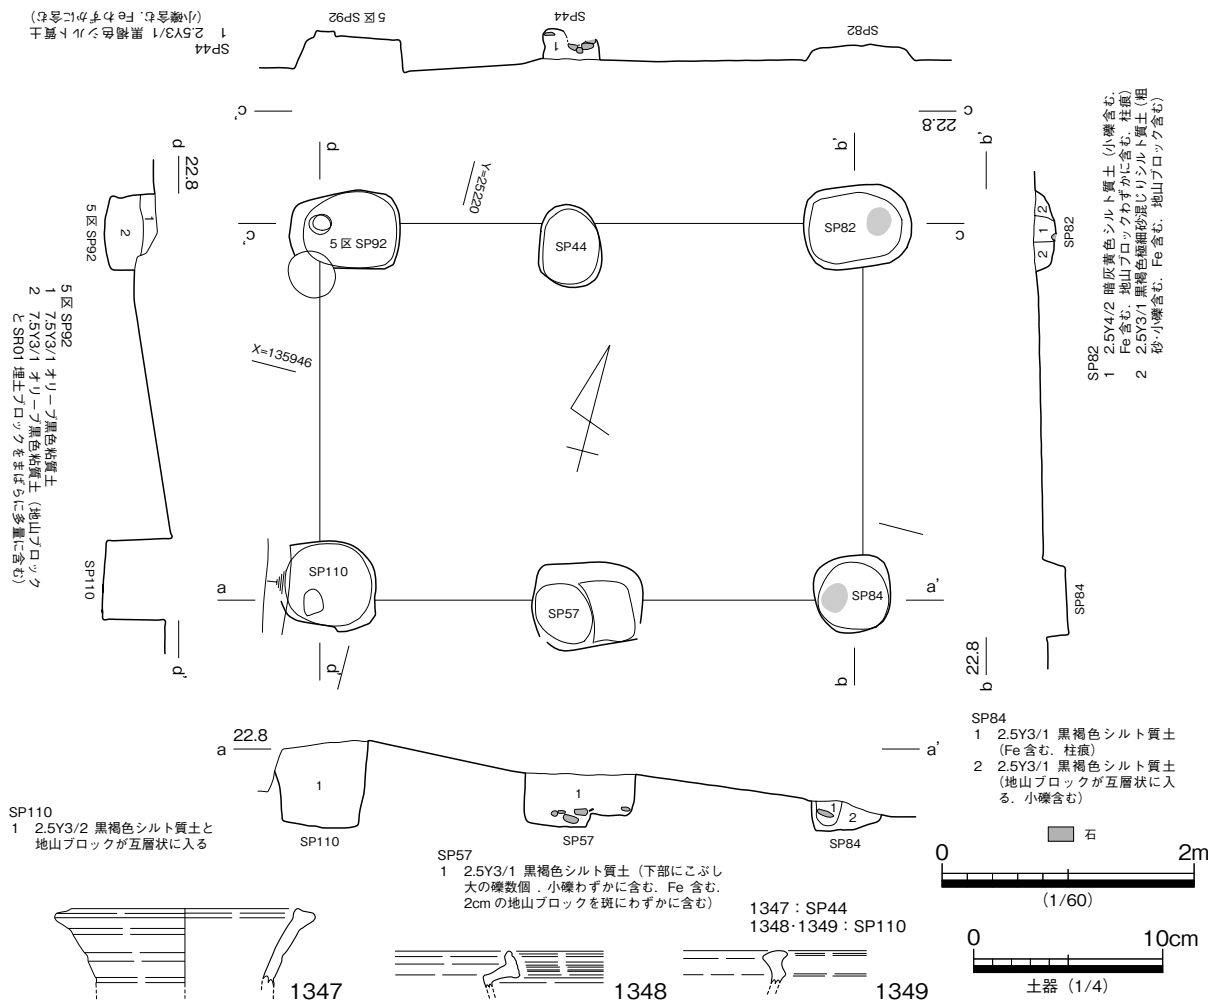 SP44
1 2.5Y3/1 黒褐色シルト質土
(小礫含む. Fe わずかに含む)
5区 SP92
SP44
SP82
c'
c
22.8
d
22.8
d
b'
b'
Y=25220
5区 SP92
1
2
c'
5区 SP92
SP44
SP82
c
2
1
2
SP82
SP82
1 2.5Y4/2 暗灰黄色シルト質土(小礫含む.
Fe 含む. 地山ブロックわずかに含む. 柱痕)
2 2.5Y3/1 黒褐色極細砂混じりシルト質土(粗
砂・小礫含む. Fe 含む. 地山ブロック含む)
5区 SP92
1 7.5Y3/1 オリーブ黒色粘質土
2 7.5Y3/1 オリーブ黒色粘質土(地山ブロック
とSR01 埋土ブロックをまばらに多量に含む)
X=135946
SP110
a
SP110
SP57
SP84
a'
SP84
d'
d'
b
22.8
b
a 22.8
a'
1
SP110
1
SP57
1
2
SP84
SP84
1 2.5Y3/1 黒褐色シルト質土
(Fe 含む. 柱痕)
2 2.5Y3/1 黒褐色シルト質土
(地山ブロックが互層状に入
る. 小礫含む)
石
SP110
1 2.5Y3/2 黒褐色シルト質土と
地山ブロックが互層状に入る
SP57
1 2.5Y3/1 黒褐色シルト質土(下部にこぶし
大の礫数個 . 小礫わずかに含む. Fe 含む.
2cm の地山ブロックを斑にわずかに含む)
0 2m
(1/60)
1347:SP44
1348・1349:SP110
0 10cm
土器(1/4)
1347
1348
1349